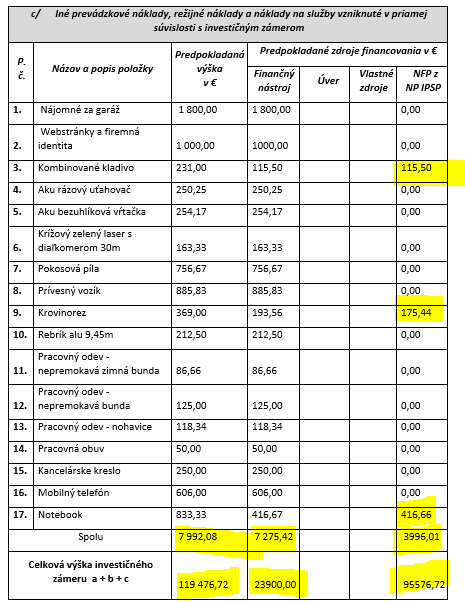 c/ Iné prevádzkové náklady, režijné náklady a náklady na služby vzniknuté v priamej
súvislosti s investičným zámerom
P. č. Názov a popis položky Predpokladaná výška v € Predpokladané zdroje financovania v €
Finančný nástroj Úver Vlastné zdroje NFP z NP IPSP
1. Nájomné za garáž 1 800,00 1 800,00 0,00
2. Webstránky a firemná identita 1 000,00 1000,00 0,00
3. Kombinované kladivo 231,00 115,50 115,50
4. Aku rázový uťahovač 250,25 250,25 0,00
5. Aku bezuhlíková vŕtačka 254,17 254,17 0,00
6. Krížový zelený laser s diaľkomerom 30m 163,33 163,33 0,00
7. Pokosová píla 756,67 756,67 0,00
8. Prívesný vozík 885,83 885,83 0,00
9. Krovinorez 369,00 193,56 175,44
10. Rebrík alu 9,45m 212,50 212,50 0,00
11. Pracovný odev - nepremokavá zimná bunda 86,66 86,66 0,00
12. Pracovný odev - nepremokavá bunda 125,00 125,00 0,00
13. Pracovný odev - nohavice 118,34 118,34 0,00
14. Pracovná obuv 50,00 50,00 0,00
15. Kancelárske kreslo 250,00 250,00 0,00
16. Mobilný telefón 606,00 606,00 0,00
17. Notebook 833,33 416,67 416,66
Spolu 7 992,08 7 275,42 3996,01
Celková výška investičného zámeru a + b + c 119 476,72 23900,00 95576,72